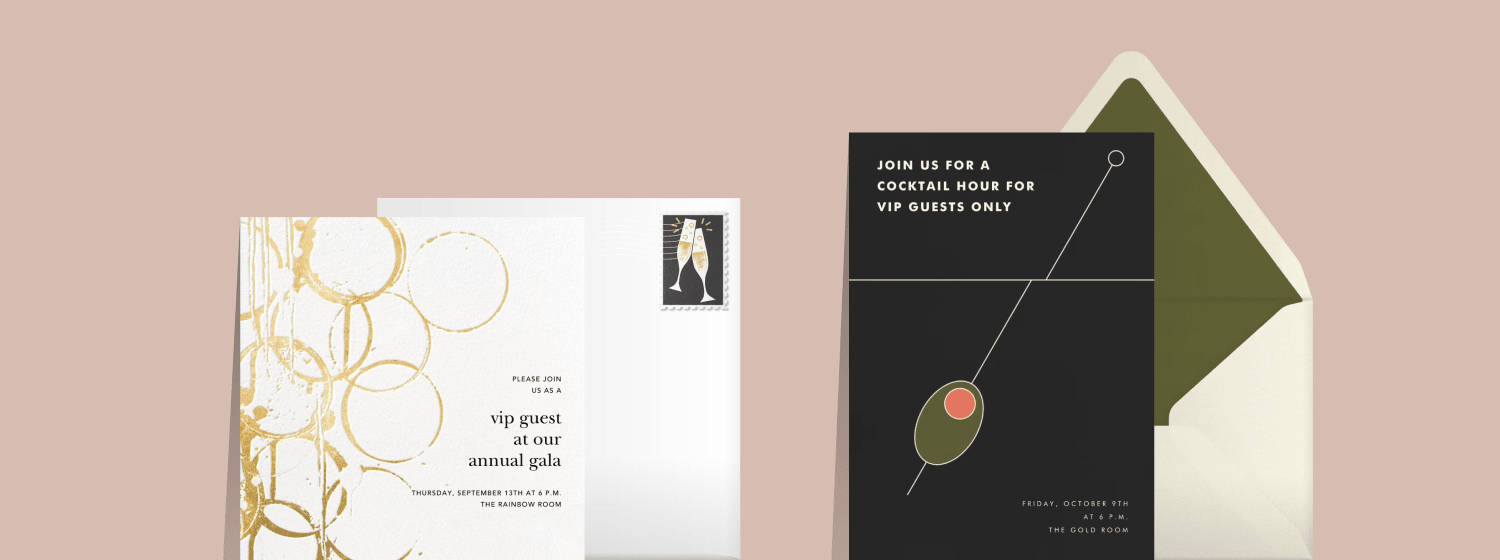 PLEASE JOIN
US AS A
vip guest
at our
annual gala
THURSDAY, SEPTEMBER 13TH AT 6 P.M.
THE RAINBOW ROOM
JOIN US FOR A
COCKTAIL HOUR FOR
VIP GUESTS ONLY
FRIDAY, OCTOBER 9TH
AT 6 P.M.
THE GOLD ROOM